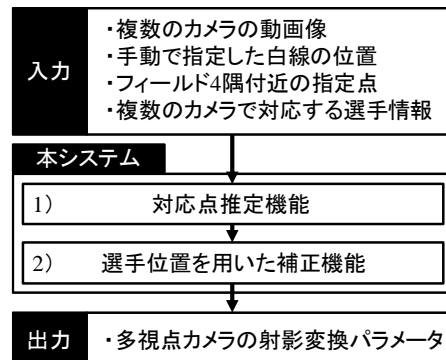 入力
・複数のカメラの動画像
・手動で指定した白線の位置
・フィールド4隅付近の指定点
・複数のカメラで対応する選手情報
本システム
1) 対応点推定機能
2) 選手位置を用いた補正機能
出力
・多視点カメラの射影変換パラメータ